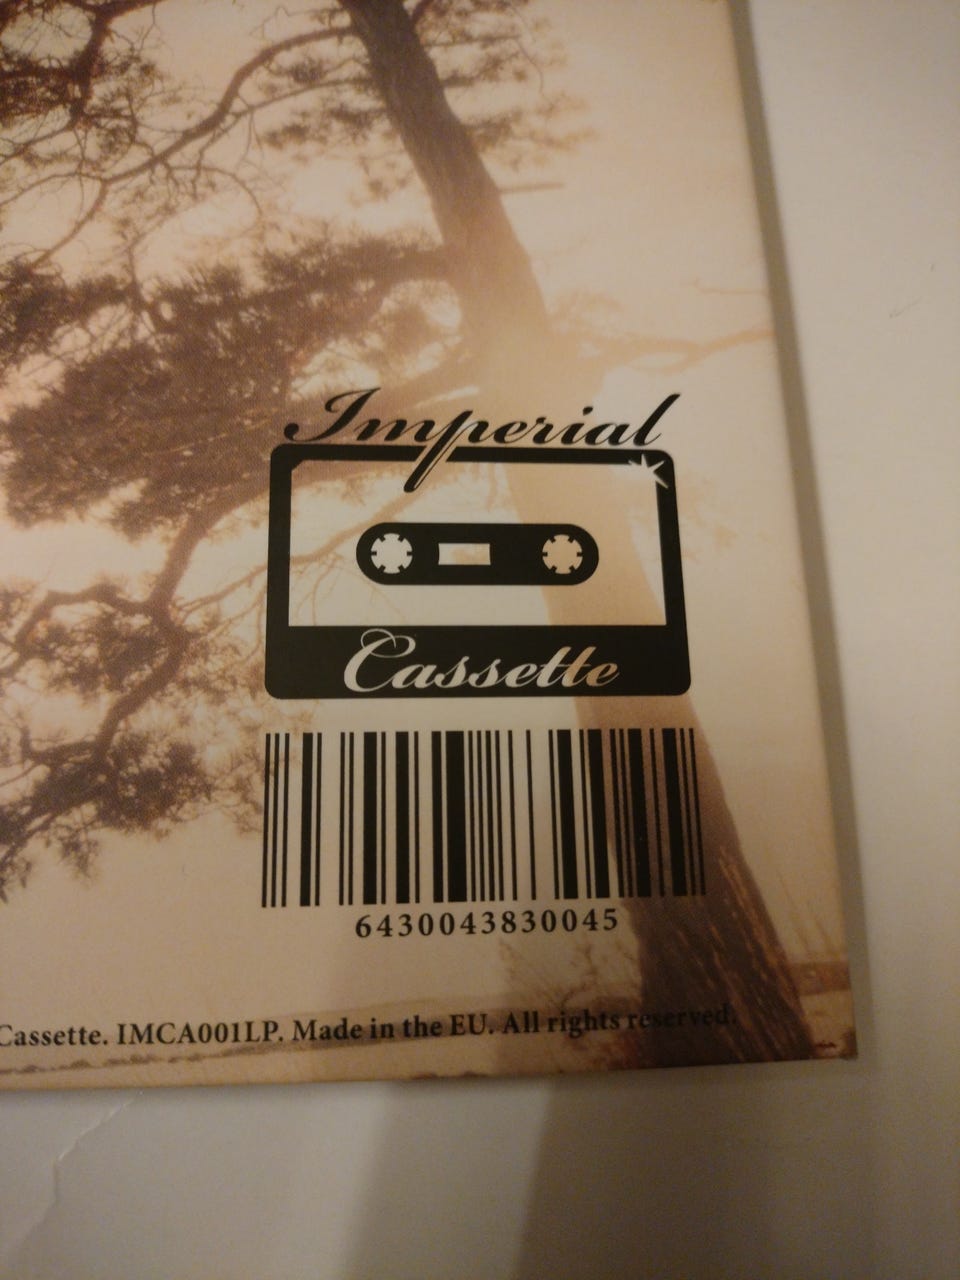 Imperial
Cassette
6430043830045
Cassette. IMCA001LP. Made in the EU. All rights reserved.